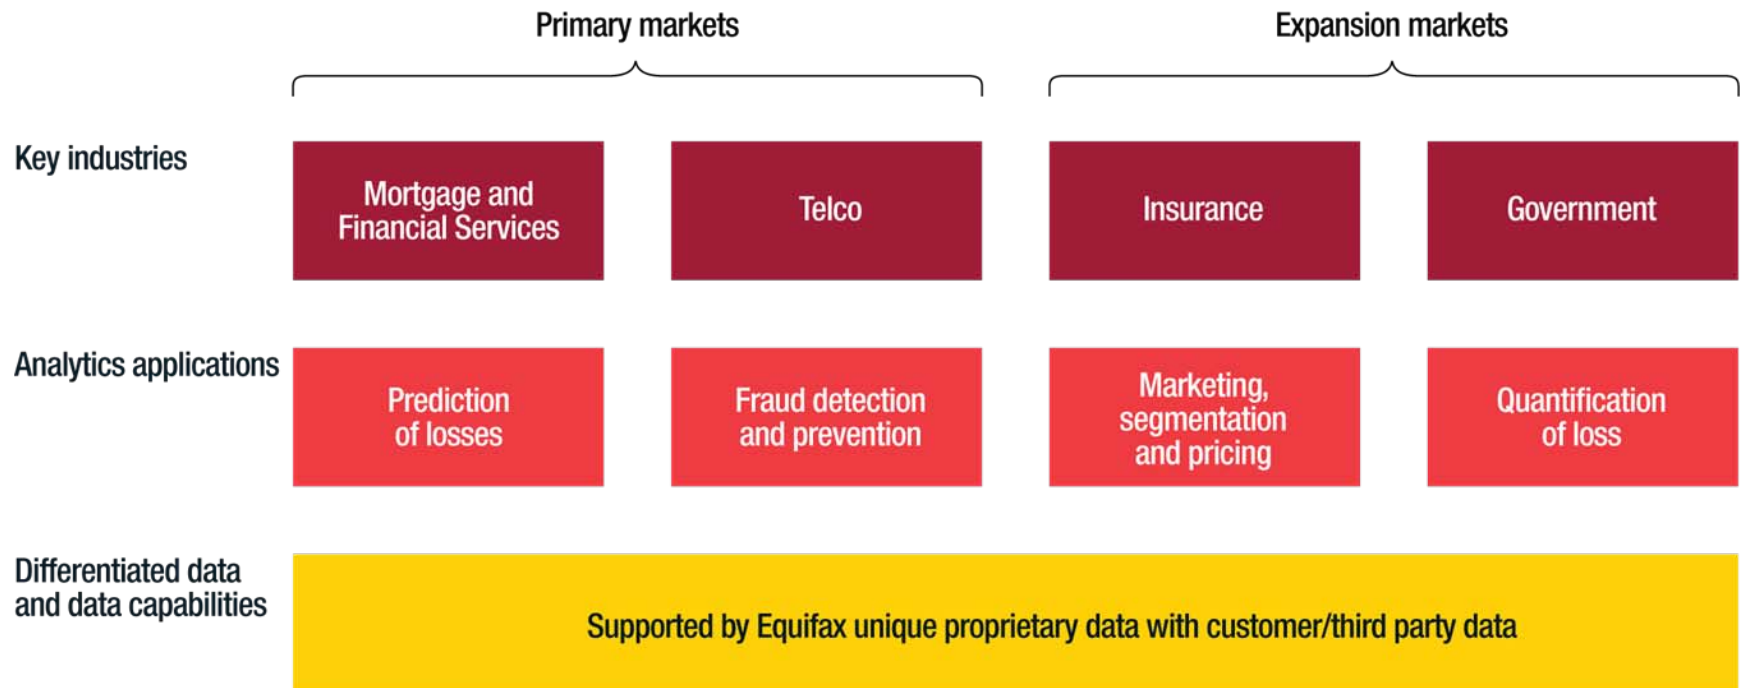 Primary markets
Expansion markets
Key industries
Mortgage and
Financial Services
Telco
Insurance
Government
Analytics applications
Prediction
of losses
Fraud detection
and prevention
Marketing,
segmentation
and pricing
Quantification
of loss
Differentiated data
and data capabilities
Supported by Equifax unique proprietary data with customer/third party data